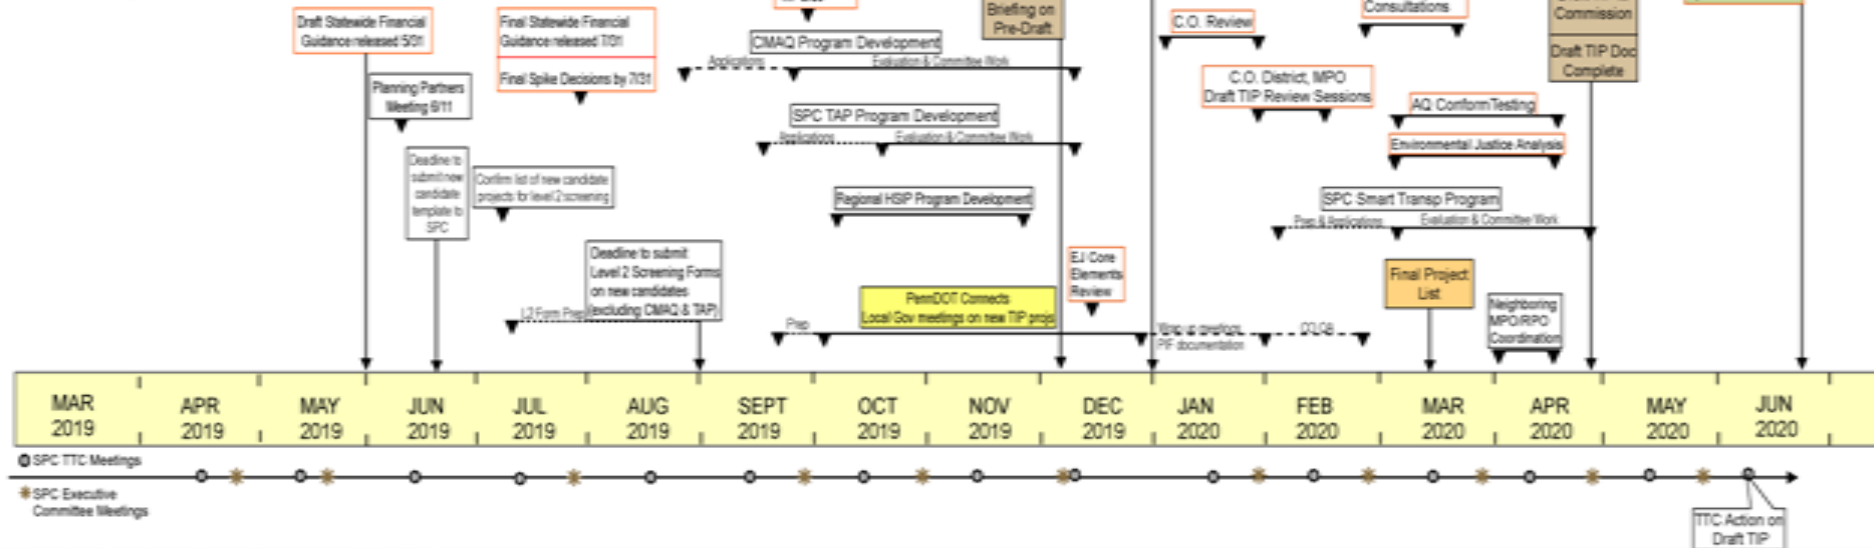 Draft Statewide Financial
Guidance released 5/31
Final Statewide Financial
Guidance released 7/31
Final Spike Decisions by 7/31
Planning Partners
Meeting 6/11
Deadline to
submit new
candidate
template to
SPC
Confirm list of new candidate
projects for level 2 screening
Deadline to submit
Level 2 Screening Forms
on new candidates
(excluding CMAQ & TAP)
L2 Form Prep
CMAQ Program Development
Applications
Evaluation & Committee Work
SPC TAP Program Development
Applications
Evaluation & Committee Work
Regional HSIP Program Development
PennDOT Connects
Local Gov meetings on new TIP projs
Prep
Briefing on
Pre-Draft
EJ Core
Elements
Review
Wrap up meetings
PIF documentation
C.O. Review
C.O. District, MPO
Draft TIP Review Sessions
Consultations
AQ Conform Testing
Environmental Justice Analysis
SPC Smart Transp Program
Prep & Applications
Evaluation & Committee Work
Final Project
List
Neighboring
MPO/RPO
Coordination
Commission
Draft TIP Doc
Complete
MAR
2019
APR
2019
MAY
2019
JUN
2019
JUL
2019
AUG
2019
SEPT
2019
OCT
2019
NOV
2019
DEC
2019
JAN
2020
FEB
2020
MAR
2020
APR
2020
MAY
2020
JUN
2020
SPC TTC Meetings
SPC Executive
Committee Meetings
TTC Action on
Draft TIP